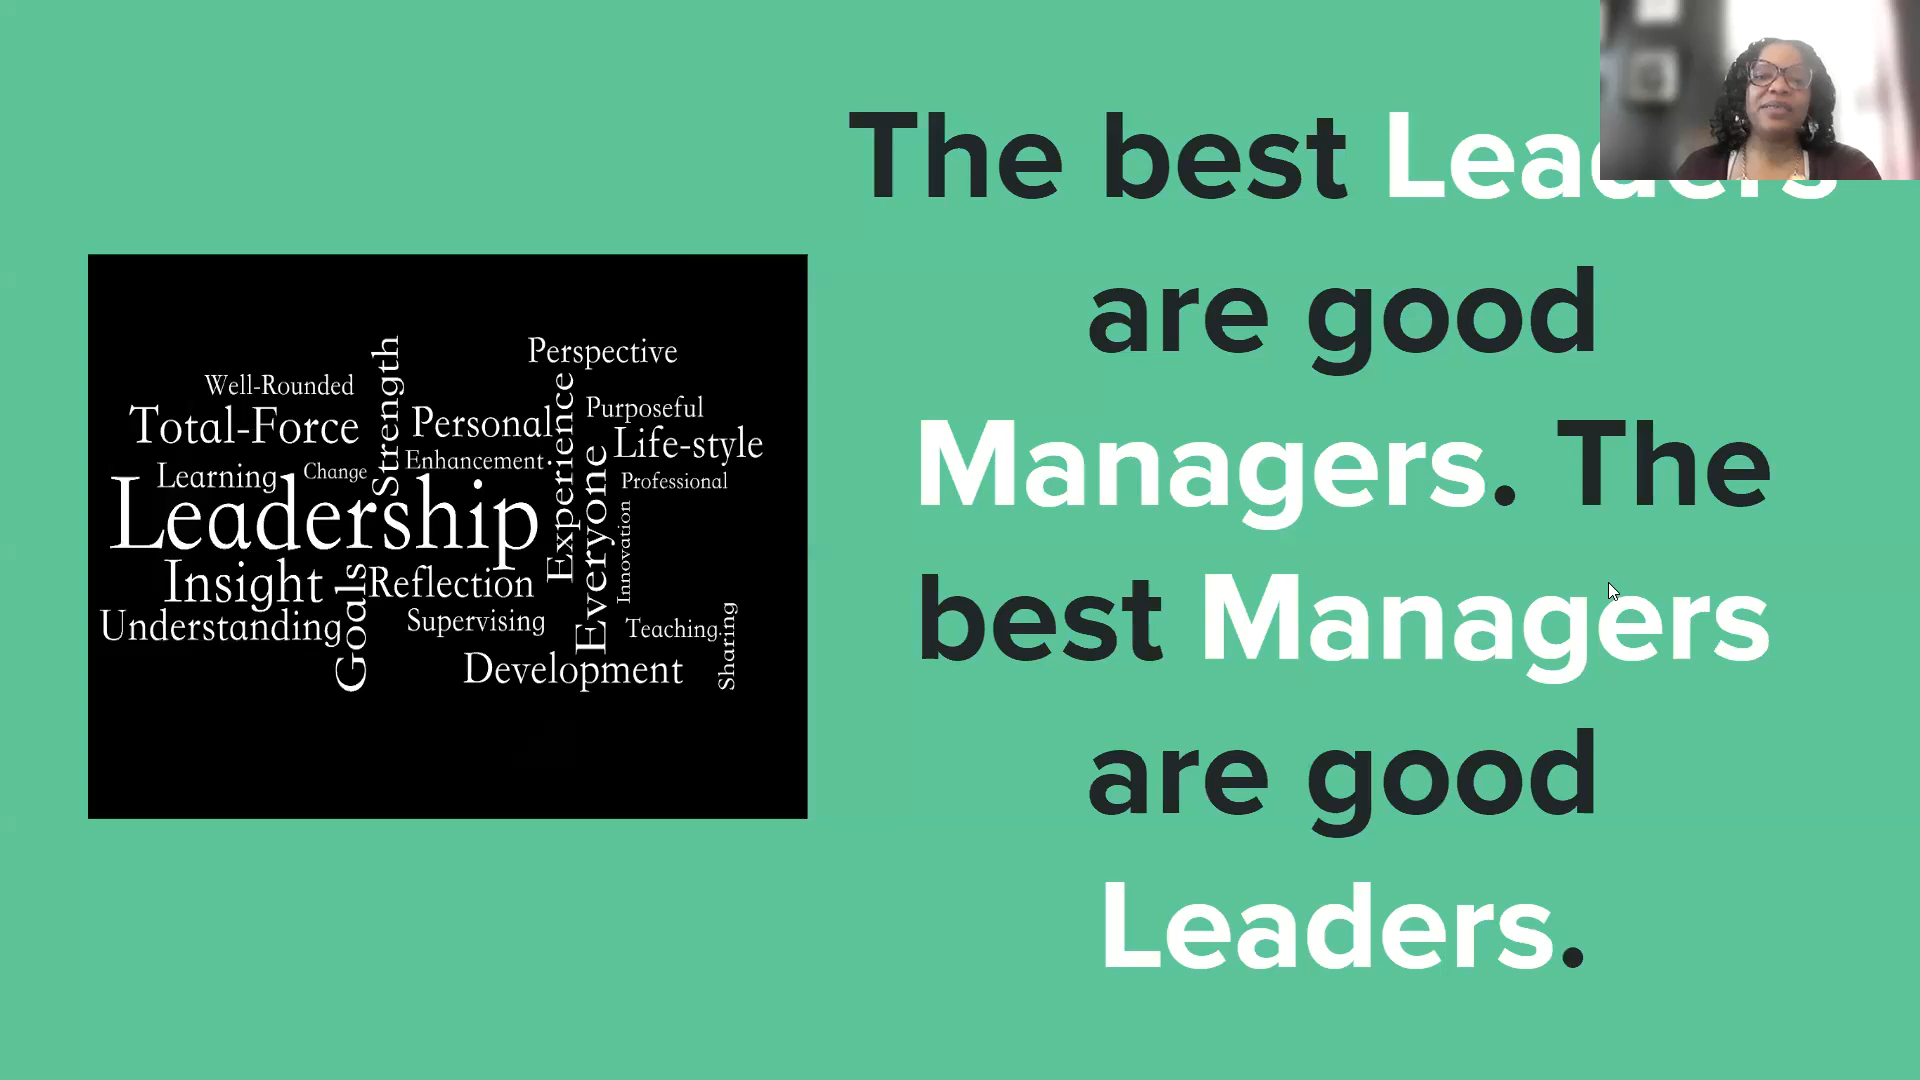 The best Leaders
are good
Managers. The
best Managers
are good
Leaders.
Perspective
Well-Rounded
Strength
Total-Force
Personal
Experience
Purposeful
Life-style
Learning
Change
Enhancement
Everyone
Professional
Leadership
Innovation
Insight
Goals
Reflection
Understanding
Supervising
Teaching
Sharing
Development